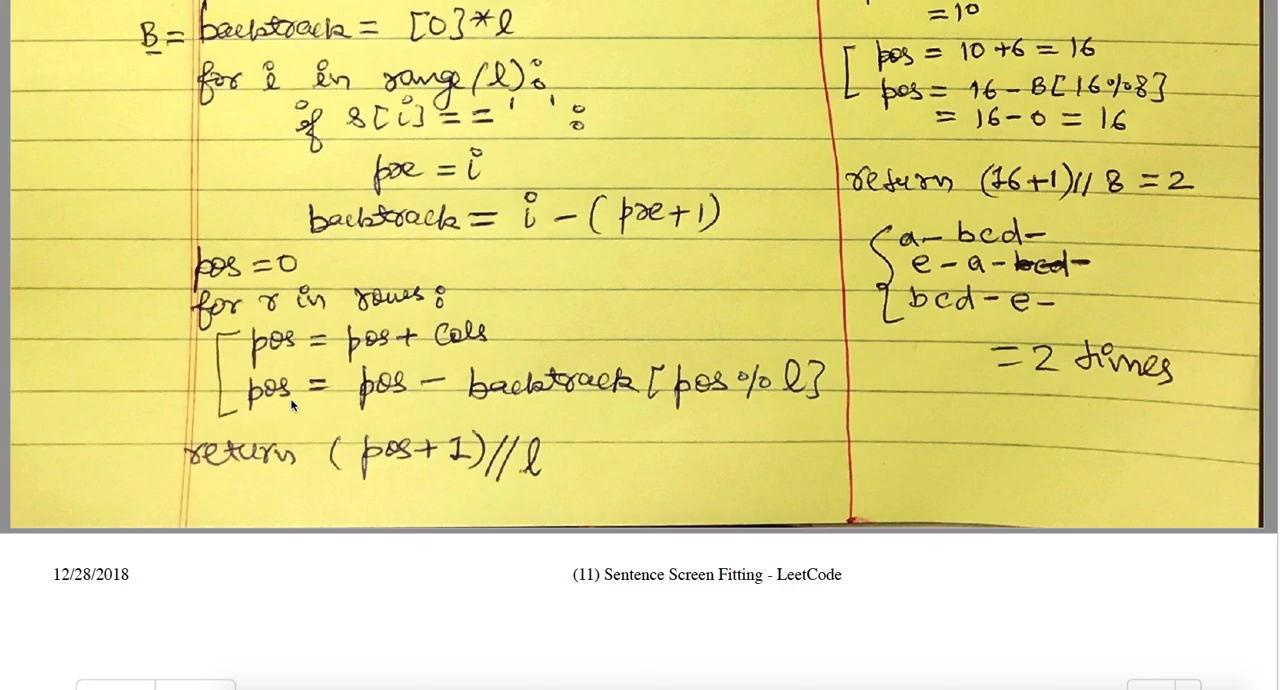 B = backtrack = [0]*l
for i in range(l):
if s[i] == ' ':
pre = i
backtrack = i - (pre+1)
pos = 0
for r in rows:
pos = pos + cols
pos = pos - backtrack[pos % l]
return (pos+1)//l
=10
pos = 10+6 = 16
pos = 16 - B[16%8]
= 16-0 = 16
return (16+1)//8 = 2
a- bcd-
e-a-bcd-
bcd-e-
= 2 times
12/28/2018
(11) Sentence Screen Fitting - LeetCode